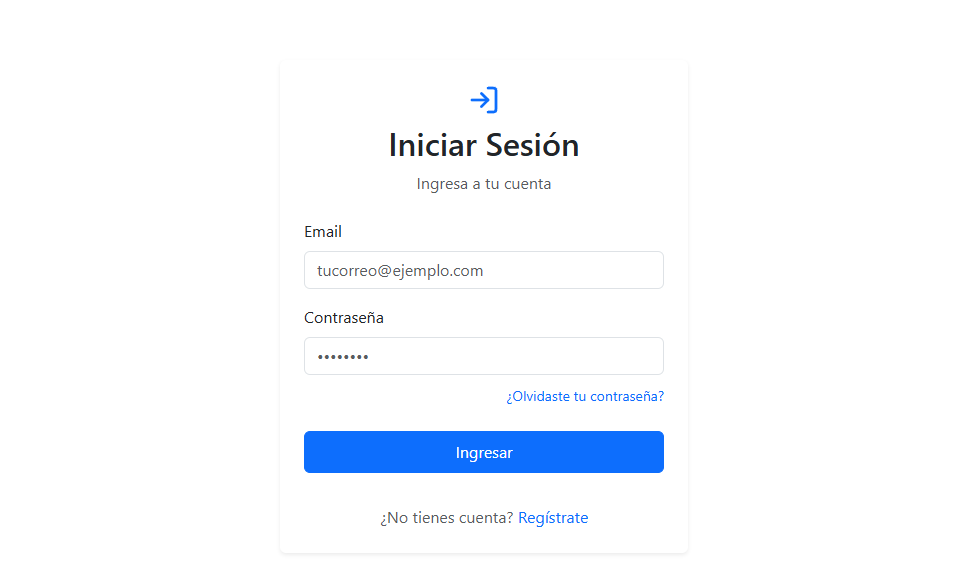 Iniciar Sesión
Ingresa a tu cuenta
Email
tucorreo@ejemplo.com
Contraseña
••••••••
¿Olvidaste tu contraseña?
Ingresar
¿No tienes cuenta? Regístrate